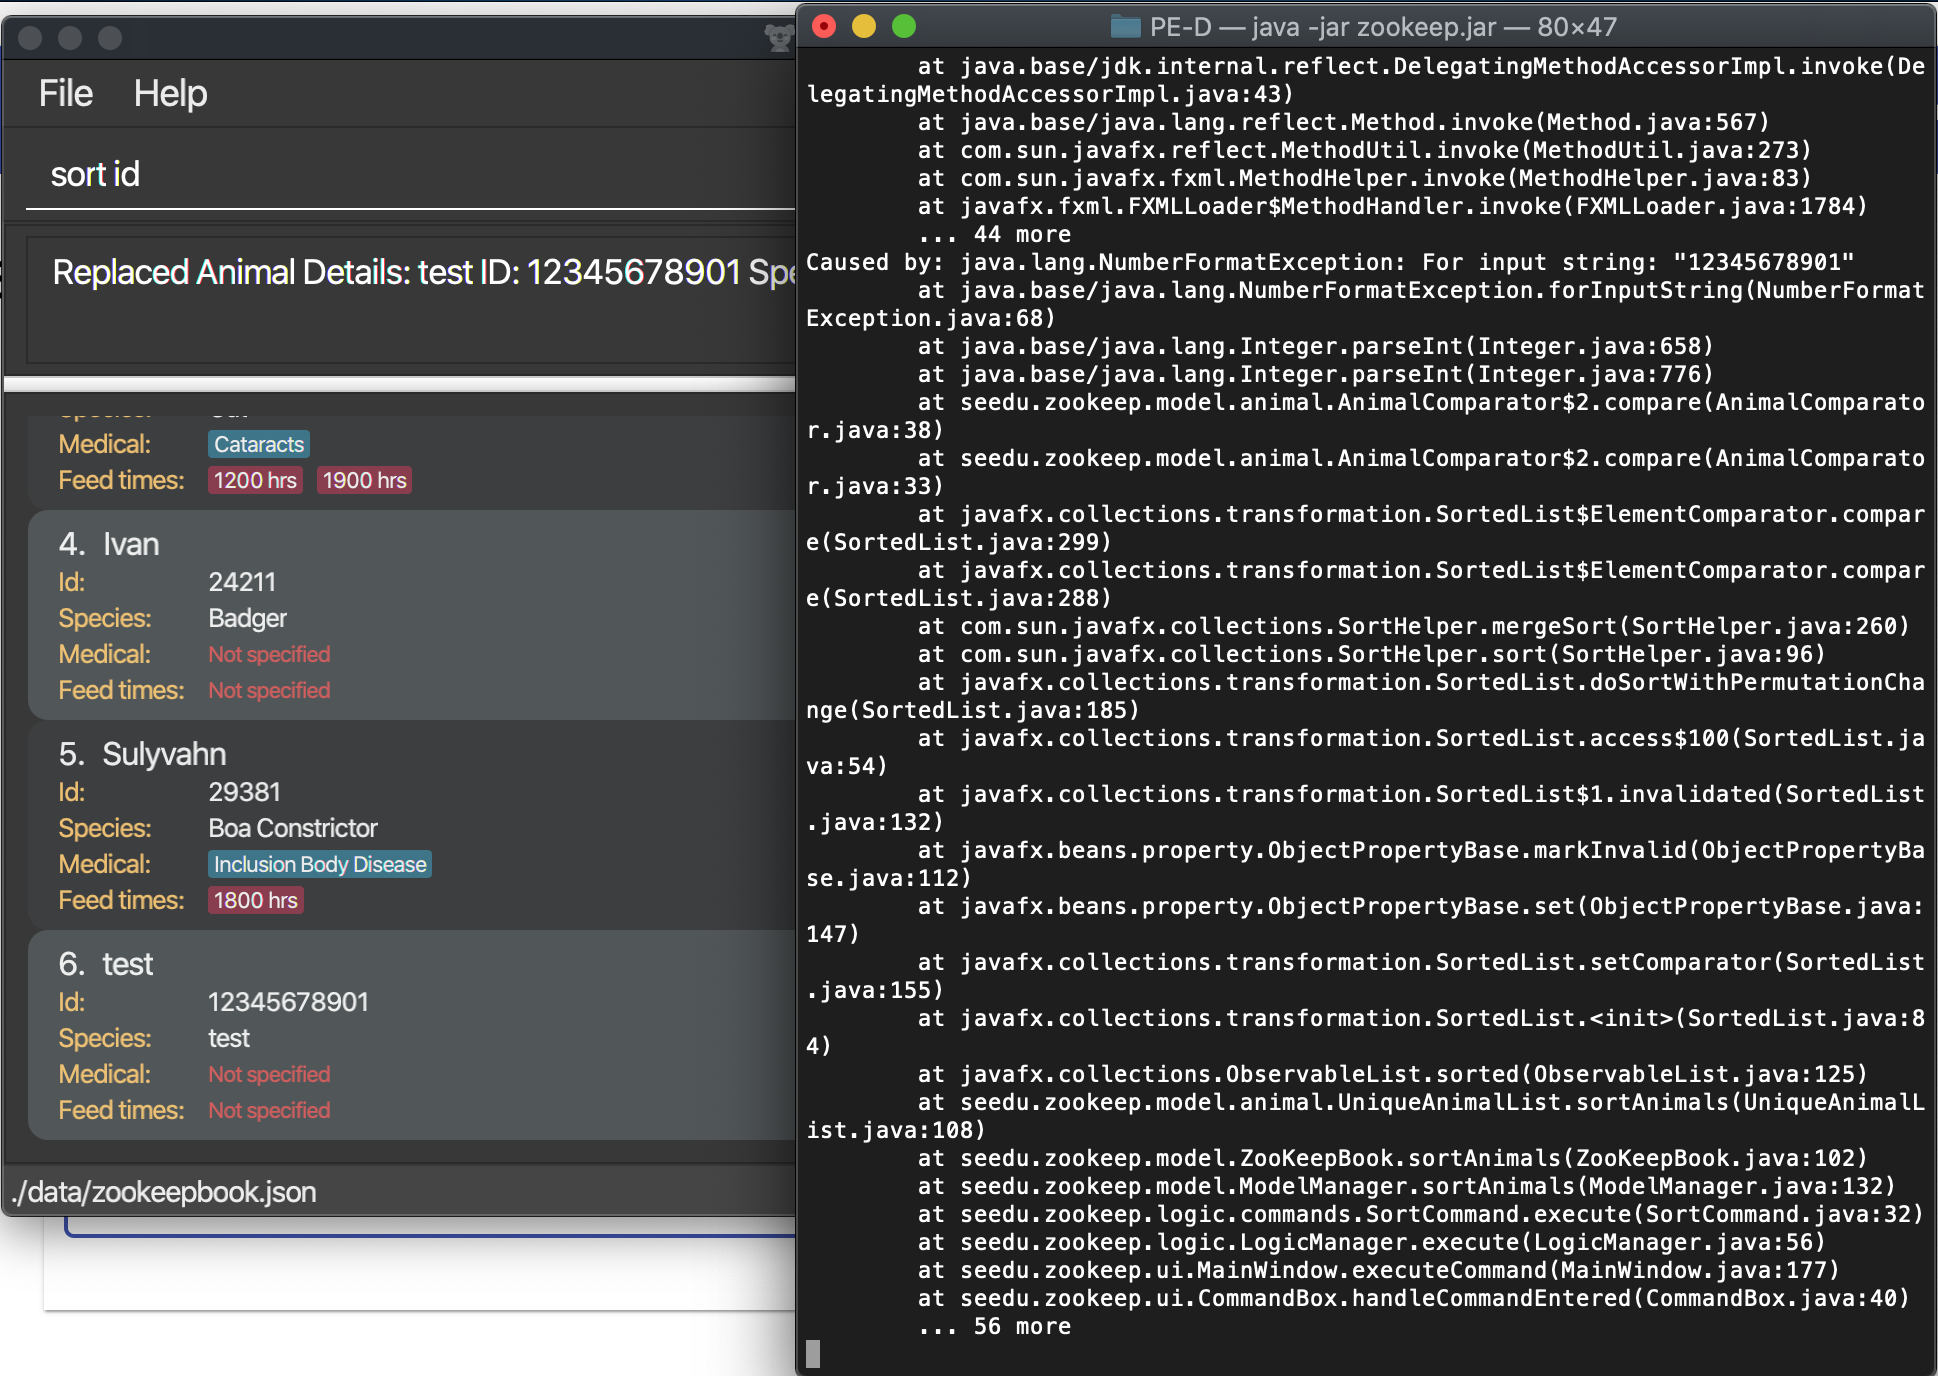 File Help
sort id
Replaced Animal Details: test ID: 12345678901
Medical: Cataracts
Feed times: 1200 hrs 1900 hrs
4. Ivan
Id: 24211
Species: Badger
Medical: Not specified
Feed times: Not specified
5. Sulyvahn
Id: 29381
Species: Boa Constrictor
Medical: Inclusion Body Disease
Feed times: 1800 hrs
6. test
Id: 12345678901
Species: test
Medical: Not specified
Feed times: Not specified
./data/zookeepbook.json
PE-D — java -jar zookeep.jar — 80×47
at java.base/jdk.internal.reflect.DelegatingMethodAccessorImpl.invoke(De
legatingMethodAccessorImpl.java:43)
at java.base/java.lang.reflect.Method.invoke(Method.java:567)
at com.sun.javafx.reflect.MethodUtil.invoke(MethodUtil.java:273)
at com.sun.javafx.fxml.MethodHelper.invoke(MethodHelper.java:83)
at javafx.fxml.FXMLLoader$MethodHandler.invoke(FXMLLoader.java:1784)
... 44 more
Caused by: java.lang.NumberFormatException: For input string: "12345678901"
at java.base/java.lang.NumberFormatException.forInputString(NumberFormat
Exception.java:68)
at java.base/java.lang.Integer.parseInt(Integer.java:658)
at java.base/java.lang.Integer.parseInt(Integer.java:776)
at seedu.zookeep.model.animal.AnimalComparator$2.compare(AnimalComparato
r.java:38)
at seedu.zookeep.model.animal.AnimalComparator$2.compare(AnimalComparato
r.java:33)
at javafx.collections.transformation.SortedList$ElementComparator.compar
e(SortedList.java:299)
at javafx.collections.transformation.SortedList$ElementComparator.compar
e(SortedList.java:288)
at com.sun.javafx.collections.SortHelper.mergeSort(SortHelper.java:260)
at com.sun.javafx.collections.SortHelper.sort(SortHelper.java:96)
at javafx.collections.transformation.SortedList.doSortWithPermutationCha
nge(SortedList.java:185)
at javafx.collections.transformation.SortedList.access$100(SortedList.ja
va:54)
at javafx.collections.transformation.SortedList$1.invalidated(SortedList
.java:132)
at javafx.beans.property.ObjectPropertyBase.markInvalid(ObjectPropertyBa
se.java:112)
at javafx.beans.property.ObjectPropertyBase.set(ObjectPropertyBase.java:
147)
at javafx.collections.transformation.SortedList.setComparator(SortedList
.java:155)
at javafx.collections.transformation.SortedList.<init>(SortedList.java:8
4)
at javafx.collections.ObservableList.sorted(ObservableList.java:125)
at seedu.zookeep.model.animal.UniqueAnimalList.sortAnimals(UniqueAnimalL
ist.java:108)
at seedu.zookeep.model.ZooKeepBook.sortAnimals(ZooKeepBook.java:102)
at seedu.zookeep.model.ModelManager.sortAnimals(ModelManager.java:132)
at seedu.zookeep.logic.commands.SortCommand.execute(SortCommand.java:32)
at seedu.zookeep.logic.LogicManager.execute(LogicManager.java:56)
at seedu.zookeep.ui.MainWindow.executeCommand(MainWindow.java:177)
at seedu.zookeep.ui.CommandBox.handleCommandEntered(CommandBox.java:40)
... 56 more